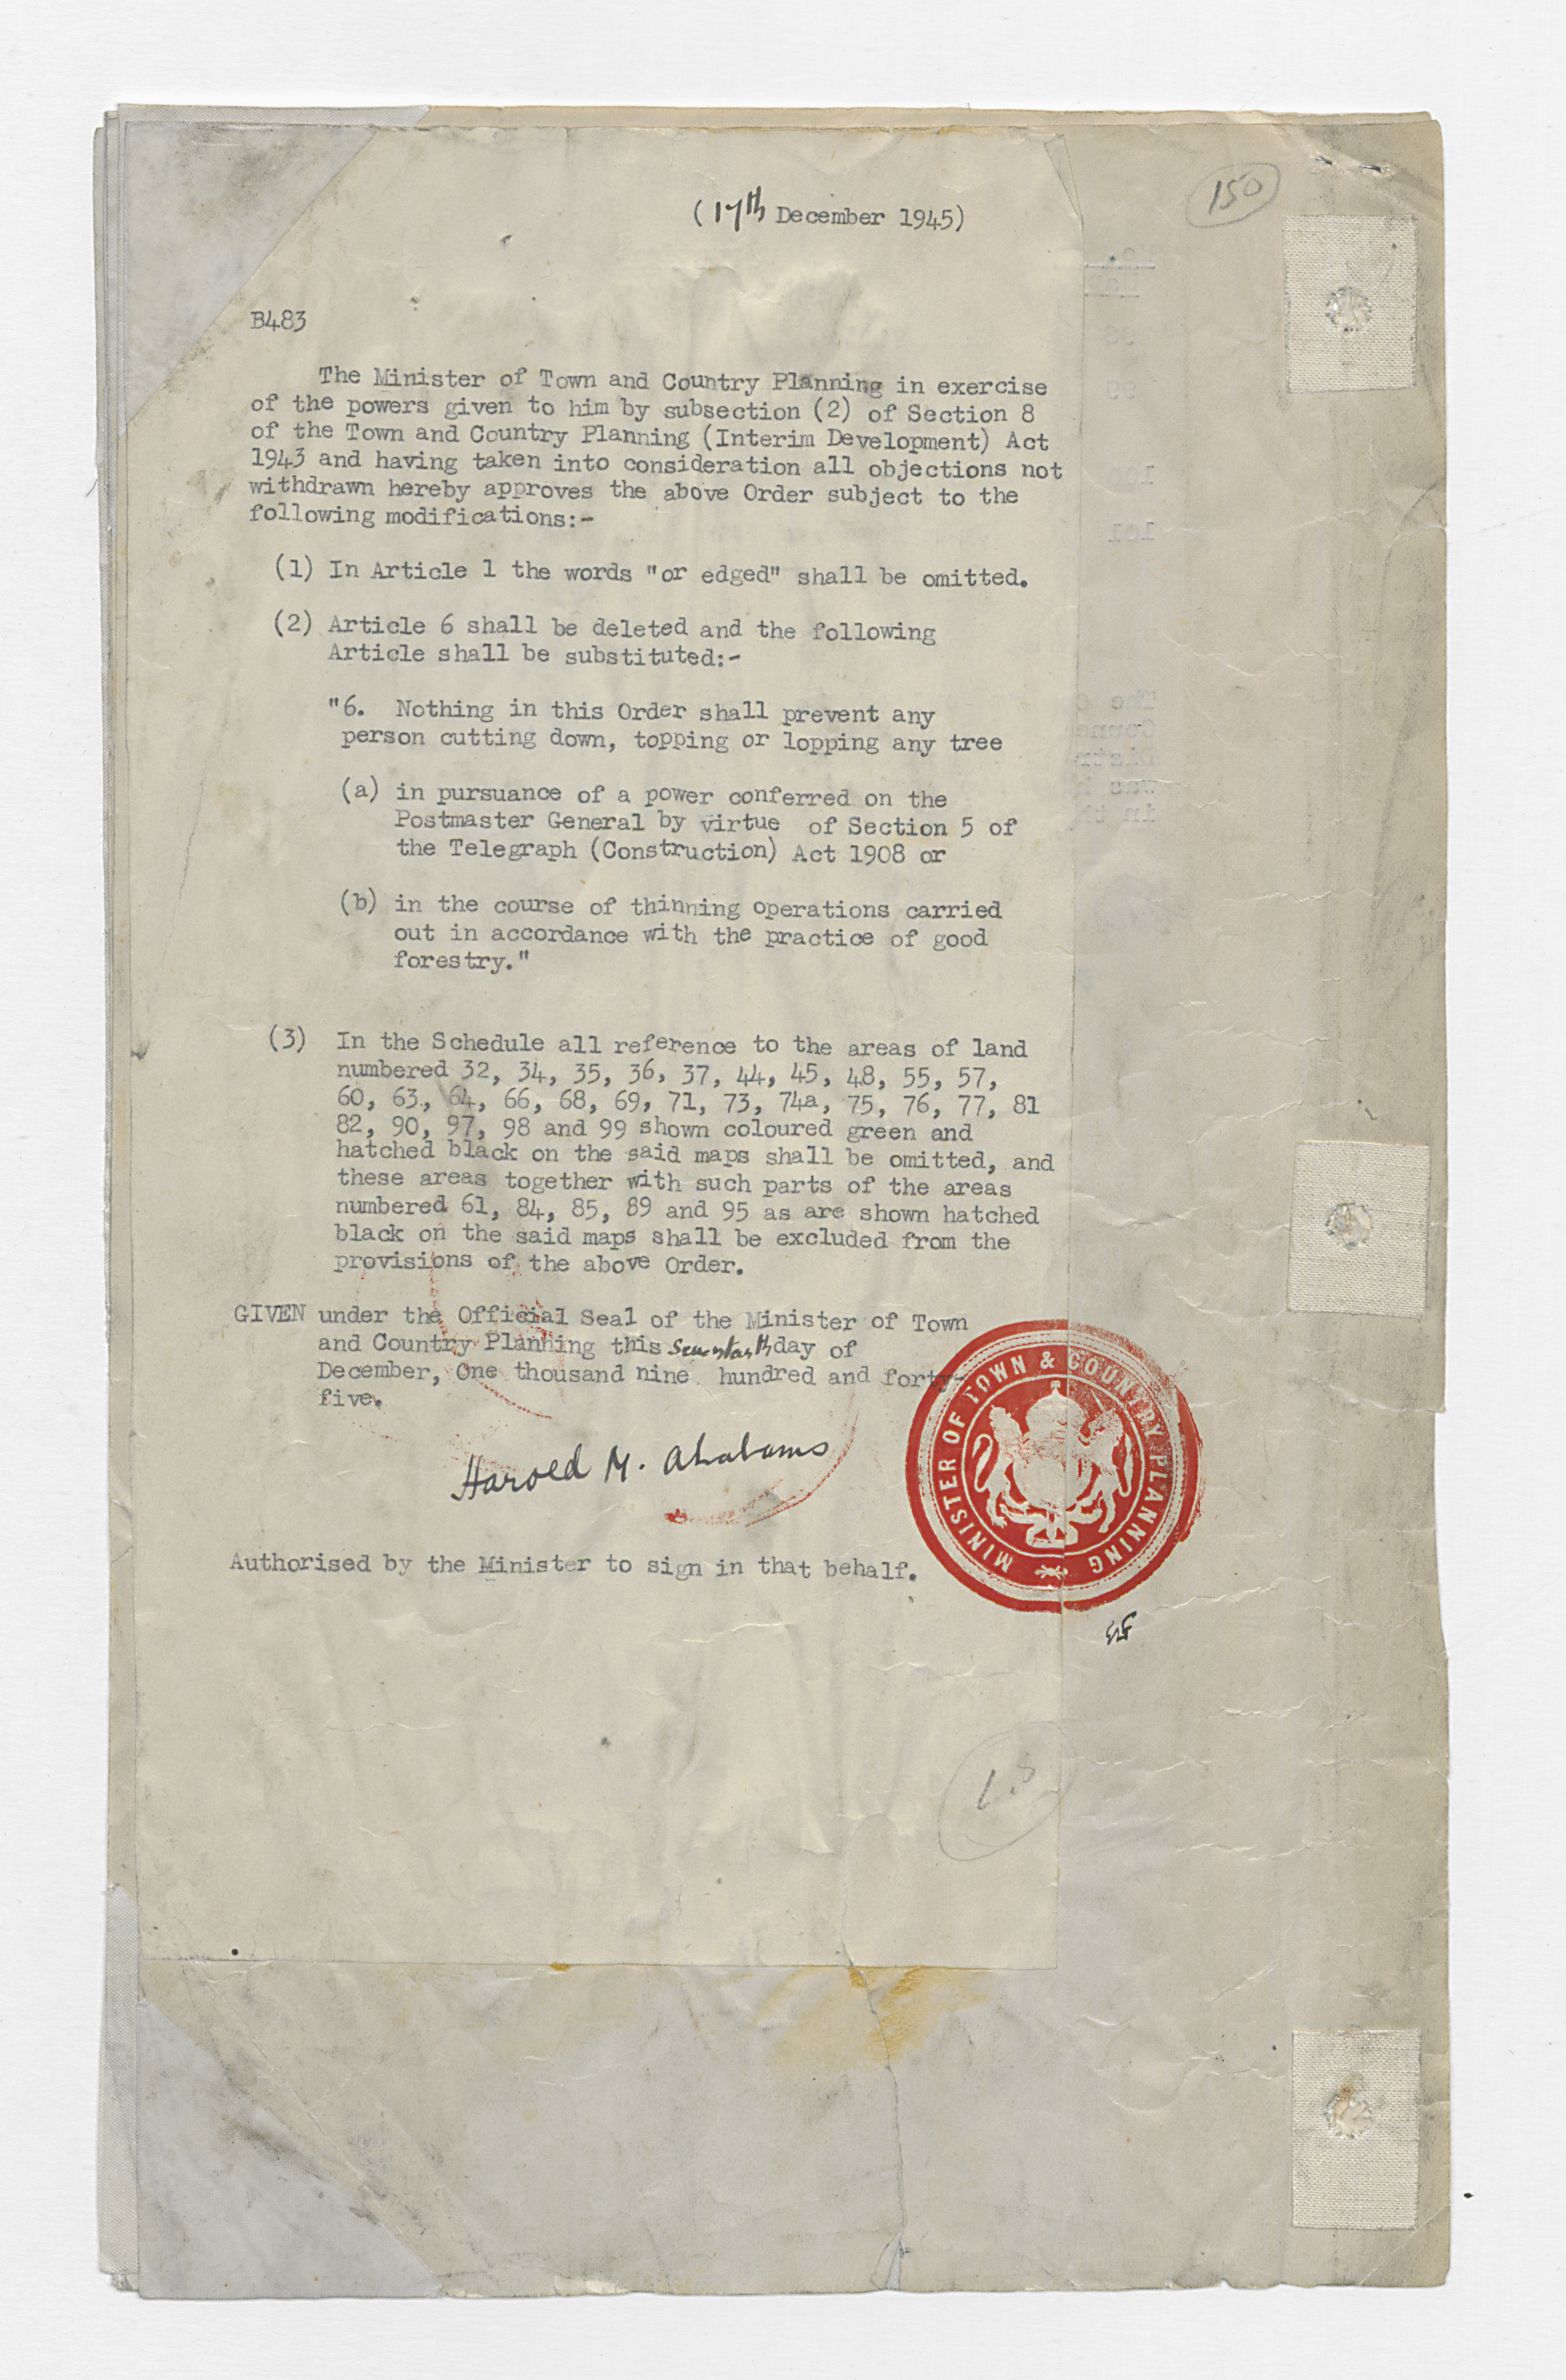 150
(17th December 1945)
B483
The Minister of Town and Country Planning in exercise
of the powers given to him by subsection (2) of Section 8
of the Town and Country Planning (Interim Development) Act
1943 and having taken into consideration all objections not
withdrawn hereby approves the above Order subject to the
following modifications:-
(1) In Article 1 the words "or edged" shall be omitted.
(2) Article 6 shall be deleted and the following
Article shall be substituted:-
"6. Nothing in this Order shall prevent any
person cutting down, topping or lopping any tree
(a) in pursuance of a power conferred on the
Postmaster General by virtue of Section 5 of
the Telegraph (Construction) Act 1908 or
(b) in the course of thinning operations carried
out in accordance with the practice of good
forestry."
(3) In the Schedule all reference to the areas of land
numbered 32, 34, 35, 36, 37, 44, 45, 48, 55, 57,
60, 63, 64, 66, 68, 69, 71, 73, 74a, 75, 76, 77, 81
82, 90, 97, 98 and 99 shown coloured green and
hatched black on the said maps shall be omitted, and
these areas together with such parts of the areas
numbered 61, 84, 85, 89 and 95 as are shown hatched
black on the said maps shall be excluded from the
provisions of the above Order.
GIVEN under the Official Seal of the Minister of Town
and Country Planning this seventeenth day of
December, One thousand nine hundred and forty-
five.
Harold M. Abrahams
MINISTER OF TOWN & COUNTRY PLANNING
Authorised by the Minister to sign in that behalf.